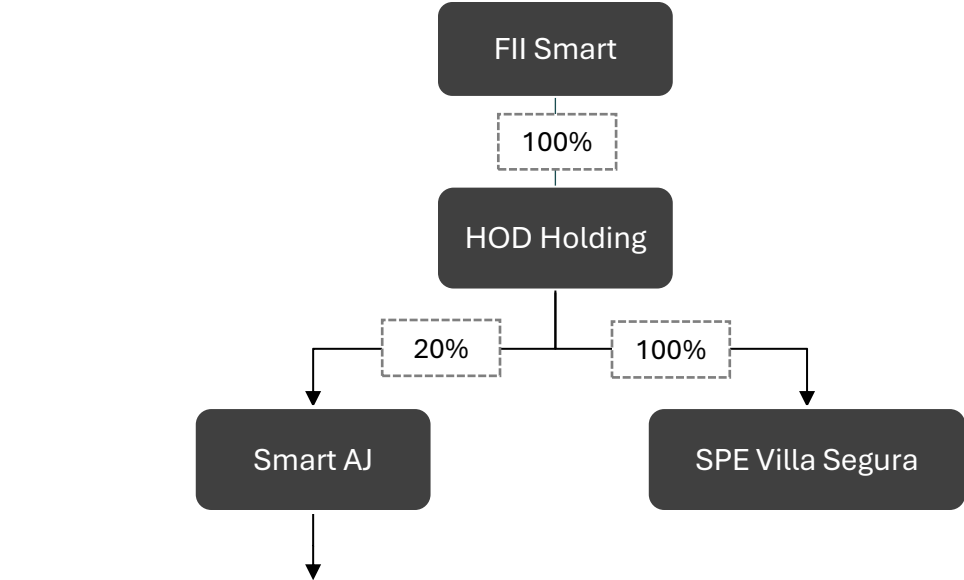 FII Smart
100%
HOD Holding
20%
100%
Smart AJ
SPE Villa Segura